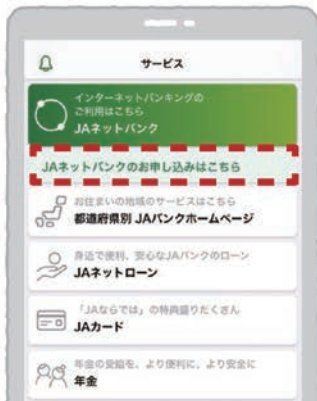 サービス
インターネットバンキングの
ご利用はこちら
JAネットバンク
JAネットバンクのお申し込みはこちら
お住まいの地域のサービスはこちら
都道府県別 JAバンクホームページ
身近で便利、安心なJAバンクのローン
JAネットローン
「JAならでは」の特典盛りだくさん
JAカード
年金の受給を、より便利に、より安全に
年金